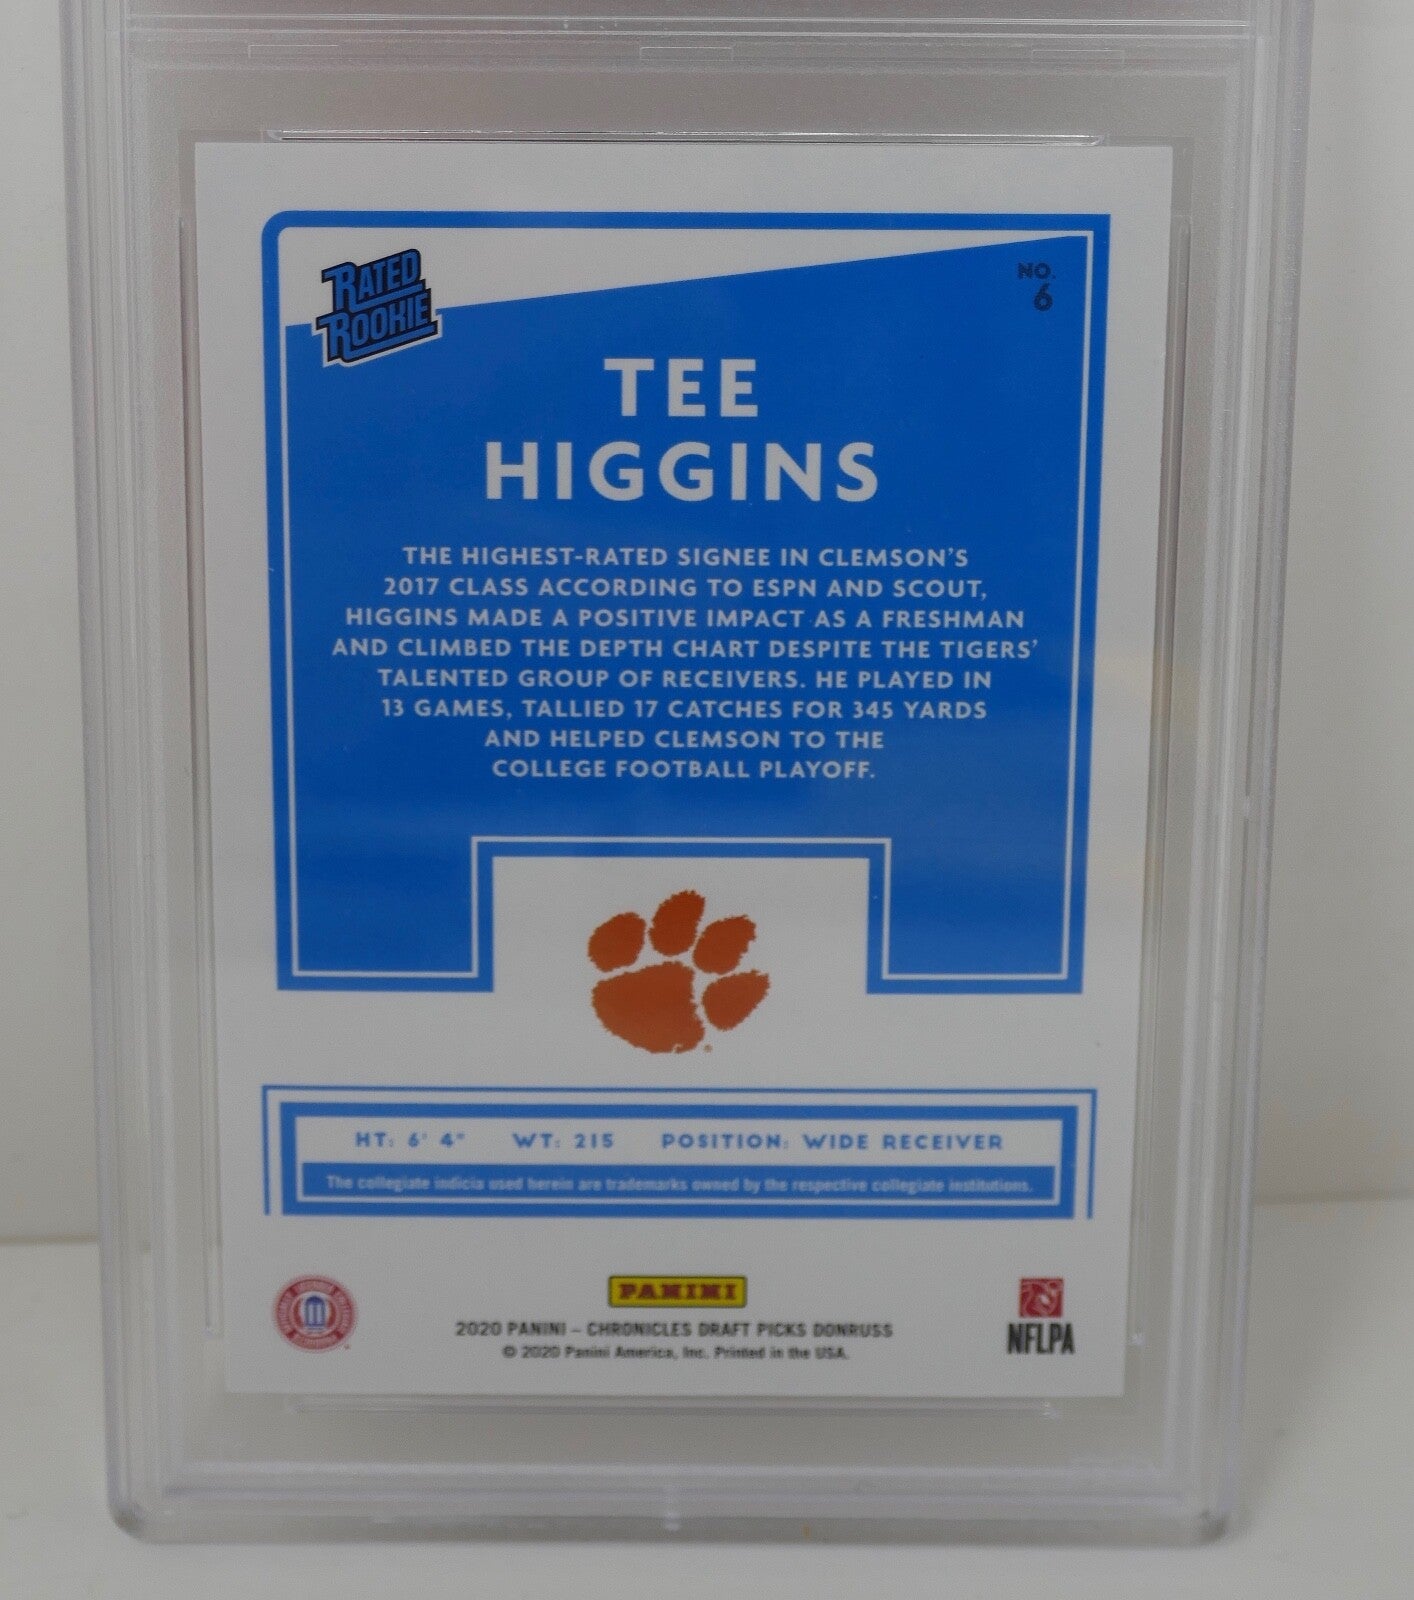 RATED
ROOKIE
NO.
6
TEE
HIGGINS
THE HIGHEST-RATED SIGNEE IN CLEMSON'S
2017 CLASS ACCORDING TO ESPN AND SCOUT,
HIGGINS MADE A POSITIVE IMPACT AS A FRESHMAN
AND CLIMBED THE DEPTH CHART DESPITE THE TIGERS'
TALENTED GROUP OF RECEIVERS. HE PLAYED IN
13 GAMES, TALLIED 17 CATCHES FOR 345 YARDS
AND HELPED CLEMSON TO THE
COLLEGE FOOTBALL PLAYOFF.
HT: 6' 4" WT: 215 POSITION: WIDE RECEIVER
The collegiate indicia used herein are trademarks owned by the respective collegiate institutions.
PANINI
2020 PANINI – CHRONICLES DRAFT PICKS DONRUSS
© 2020 Panini America, Inc. Printed in the USA.
NFLPA